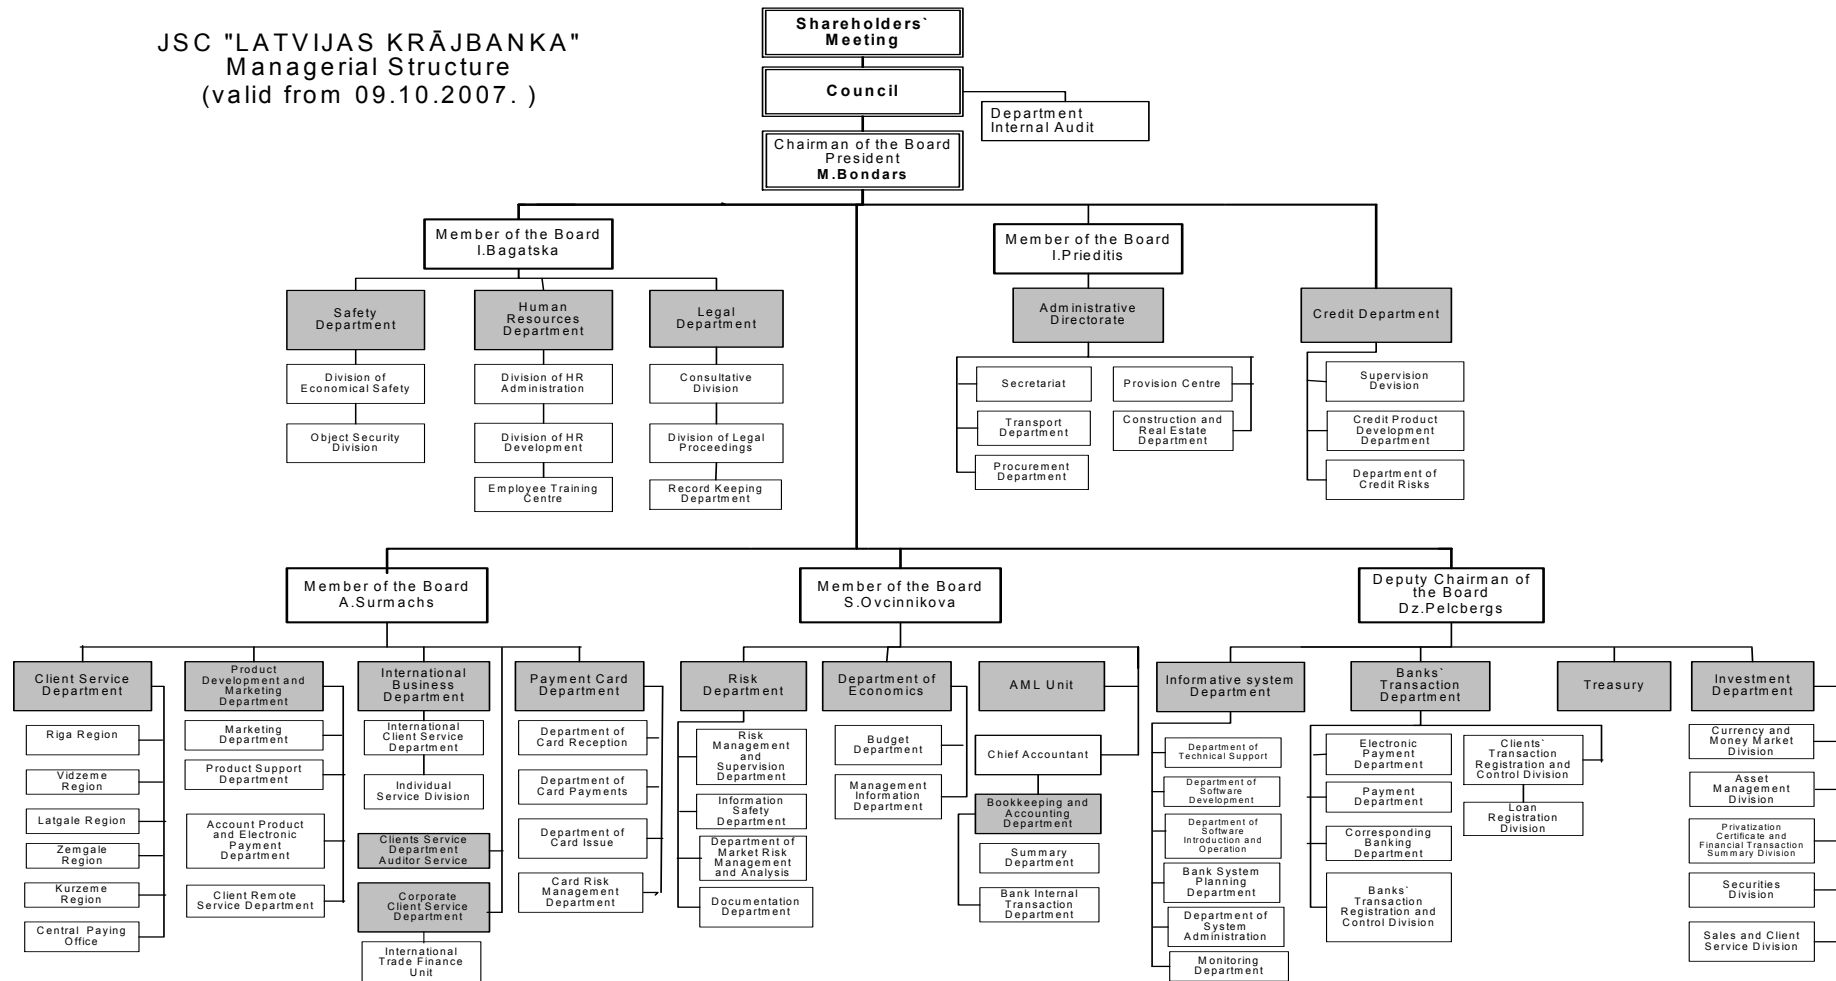 JSC "LATVIJAS KRĀJBANKA"
Managerial Structure
(valid from 09.10.2007. )
Shareholders`
Meeting
Council
Department
Internal Audit
Chairman of the Board
President
M.Bondars
Member of the Board
I.Bagatska
Member of the Board
I.Prieditis
Safety
Department
Human
Resources
Department
Legal
Department
Administrative
Directorate
Credit Department
Division of
Economical Safety
Object Security
Division
Division of HR
Administration
Division of HR
Development
Employee Training
Centre
Consultative
Division
Division of Legal
Proceedings
Record Keeping
Department
Secretariat
Transport
Department
Procurement
Department
Provision Centre
Construction and
Real Estate
Department
Supervision
Devision
Credit Product
Development
Department
Department of
Credit Risks
Member of the Board
A.Surmachs
Member of the Board
S.Ovcinnikova
Deputy Chairman of
the Board
Dz.Pelcbergs
Client Service
Department
Riga Region
Vidzeme
Region
Latgale Region
Zemgale
Region
Kurzeme
Region
Central Paying
Office
Product
Development and
Marketing
Department
Marketing
Department
Product Support
Department
Account Product
and Electronic
Payment
Department
Client Remote
Service Department
International
Business
Department
International
Client Service
Department
Individual
Service Division
Clients Service
Department
Auditor Service
Corporate
Client Service
Department
International
Trade Finance
Unit
Payment Card
Department
Department of
Card Reception
Department of
Card Payments
Department of
Card Issue
Card Risk
Management
Department
Risk
Department
Risk
Management
and
Supervision
Department
Information
Safety
Department
Department of
Market Risk
Management
and Analysis
Documentation
Department
Department of
Economics
Budget
Department
Management
Information
Department
AML Unit
Chief Accountant
Bookkeeping and
Accounting
Department
Summary
Department
Bank Internal
Transaction
Department
Informative system
Department
Department of
Technical Support
Department of
Software
Development
Department of
Software
Introduction and
Operation
Bank System
Planning
Department
Department of
System
Administration
Monitoring
Department
Banks`
Transaction
Department
Electronic
Payment
Department
Payment
Department
Corresponding
Banking
Department
Banks`
Transaction
Registration and
Control Division
Clients`
Transaction
Registration and
Control Division
Loan
Registration
Division
Treasury
Investment
Department
Currency and
Money Market
Division
Asset
Management
Division
Privatization
Certificate and
Financial Transaction
Summary Division
Securities
Division
Sales and Client
Service Division